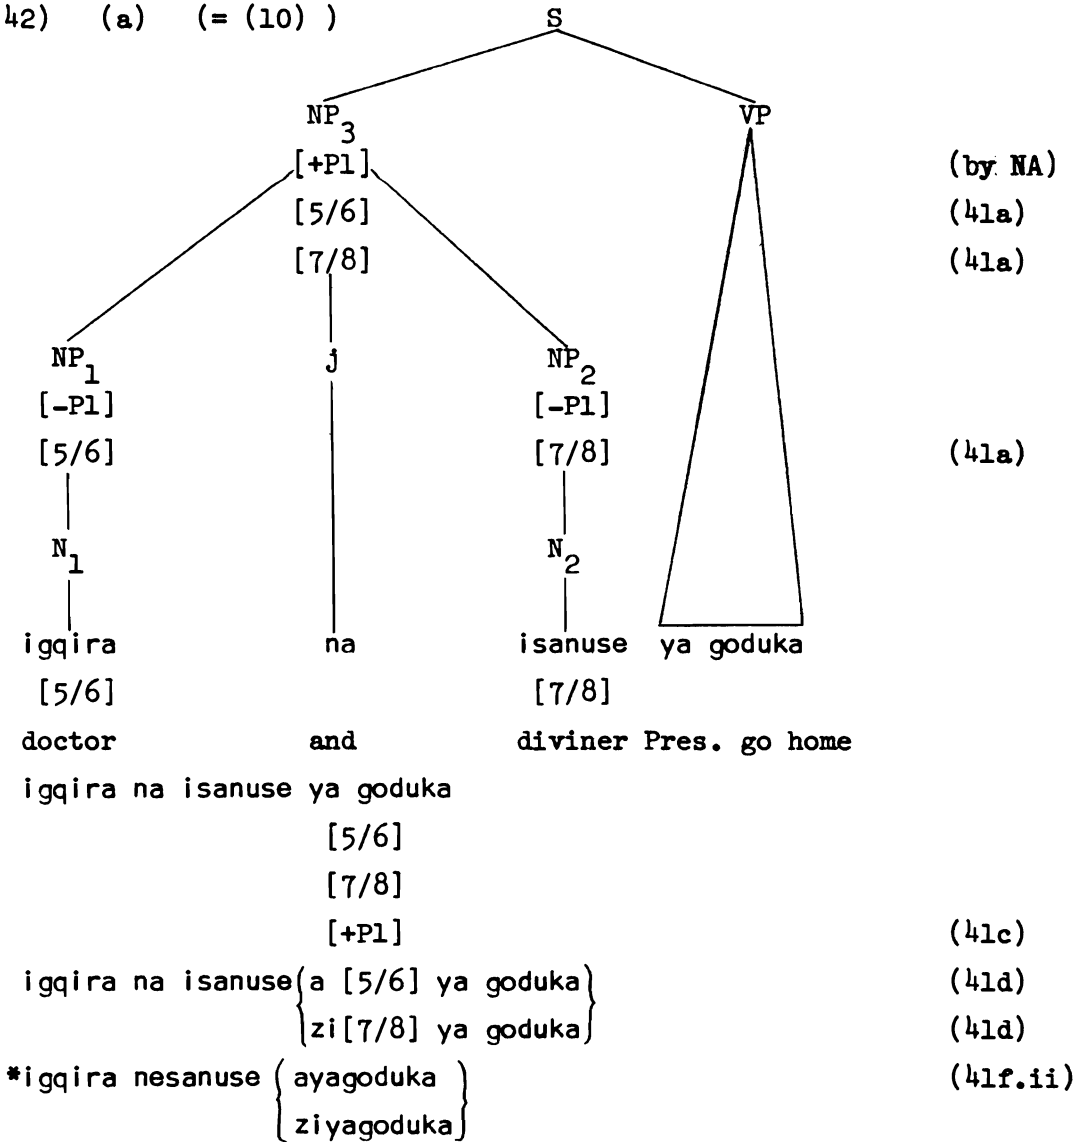 42) (a) (= (10) ) S
NP3 VP
[+Pl] (by NA)
[5/6] (41a)
[7/8] (41a)
NP1 j NP2
[-Pl] [-Pl]
[5/6] [7/8] (41a)
N1 N2
igqira na isanuse ya goduka
[5/6] [7/8]
doctor and diviner Pres. go home
igqira na isanuse ya goduka
[5/6]
[7/8]
[+Pl] (41c)
igqira na isanuse {a [5/6] ya goduka} (41d)
{zi[7/8] ya goduka} (41d)
*igqira nesanuse {ayagoduka} (41f.ii)
{ziyagoduka}